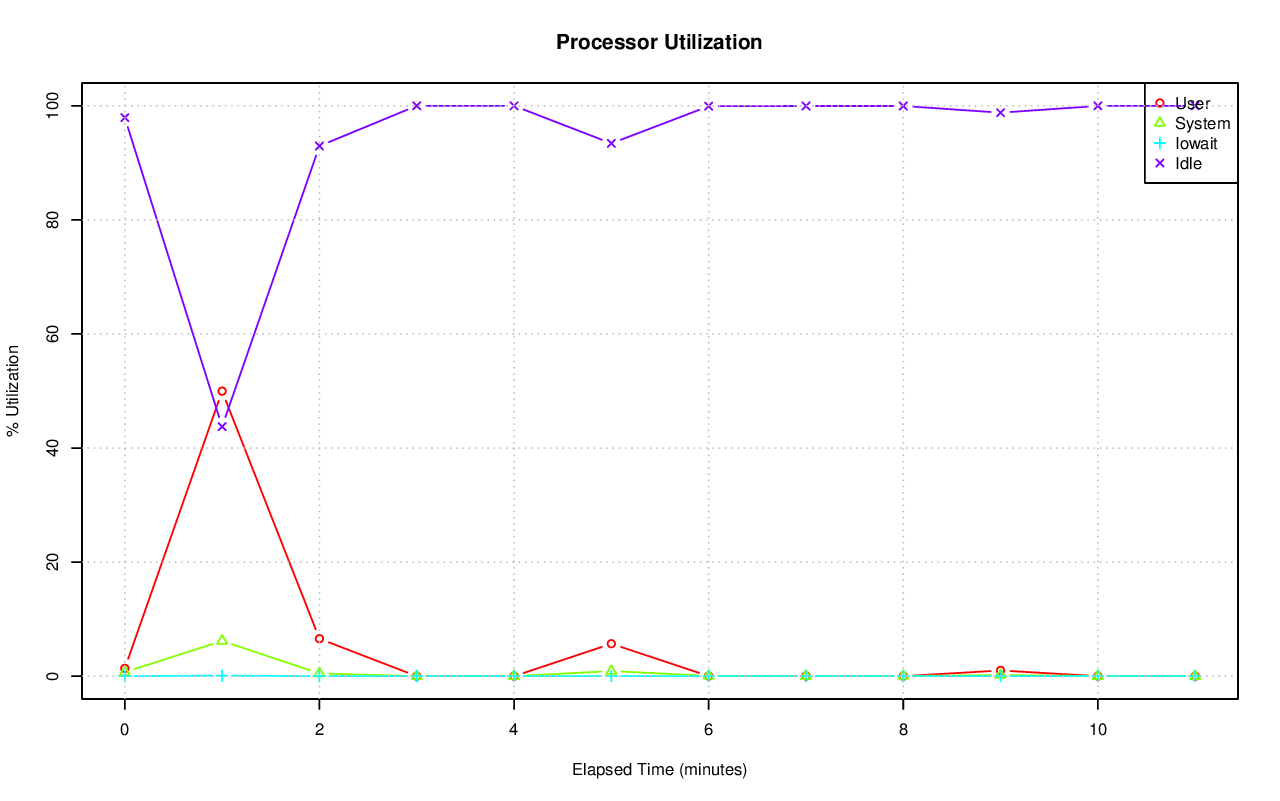 Processor Utilization
100
80
60
40
20
0
% Utilization
User
System
Iowait
Idle
0 2 4 6 8 10
Elapsed Time (minutes)